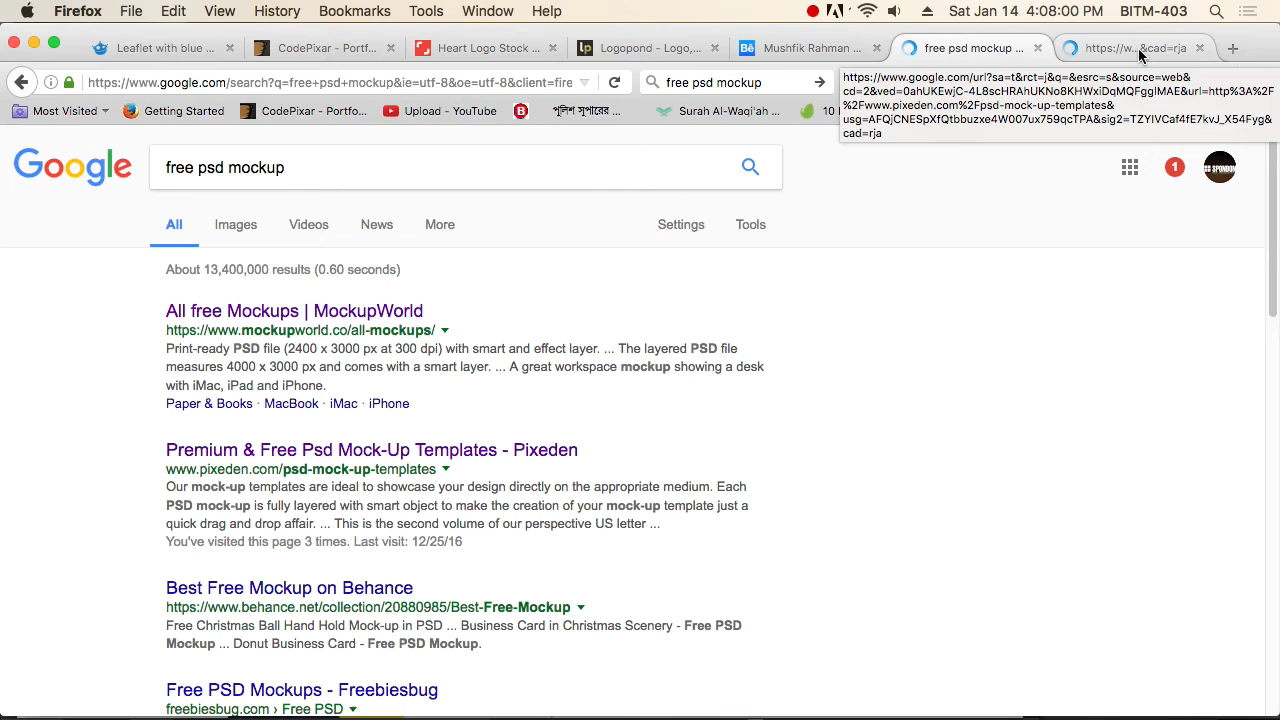 Firefox File Edit View History Bookmarks Tools Window Help Sat Jan 14 4:08:00 PM BITM-403
Leaflet with blue ... CodePixar - Portfo... Heart Logo Stock ... Logopond - Logo,... Mushfik Rahman ... free psd mockup ... https://w...&cad=rja
https://www.google.com/search?q=free+psd+mockup&ie=utf-8&oe=utf-8&client=fire free psd mockup
https://www.google.com/url?sa=t&rct=j&q=&esrc=s&source=web&
cd=2&ved=0ahUKEwjC-4L8scHRAhUKNo8KHWxiDqMQFggIMAE&url=http%3A%2F
%2Fwww.pixeden.com%2Fpsd-mock-up-templates&
usg=AFQjCNESpXfQtbbuzxe4W007ux759qcTPA&sig2=TZYlVCaf4fE7kvJ_X54Fyg&
cad=rja
Most Visited Getting Started CodePixar - Portfolio... Upload - YouTube পুলিশ সুপারের ... Surah Al-Waqi'ah ... 10
Google free psd mockup 1
All Images Videos News More Settings Tools
About 13,400,000 results (0.60 seconds)
All free Mockups | MockupWorld
https://www.mockupworld.co/all-mockups/
Print-ready PSD file (2400 x 3000 px at 300 dpi) with smart and effect layer. ... The layered PSD file
measures 4000 x 3000 px and comes with a smart layer. ... A great workspace mockup showing a desk
with iMac, iPad and iPhone.
Paper & Books · MacBook · iMac · iPhone
Premium & Free Psd Mock-Up Templates - Pixeden
www.pixeden.com/psd-mock-up-templates
Our mock-up templates are ideal to showcase your design directly on the appropriate medium. Each
PSD mock-up is fully layered with smart object to make the creation of your mock-up template just a
quick drag and drop affair. ... This is the second volume of our perspective US letter ...
You've visited this page 3 times. Last visit: 12/25/16
Best Free Mockup on Behance
https://www.behance.net/collection/20880985/Best-Free-Mockup
Free Christmas Ball Hand Hold Mock-up in PSD ... Business Card in Christmas Scenery - Free PSD
Mockup ... Donut Business Card - Free PSD Mockup.
Free PSD Mockups - Freebiesbug
freebiesbug.com › Free PSD